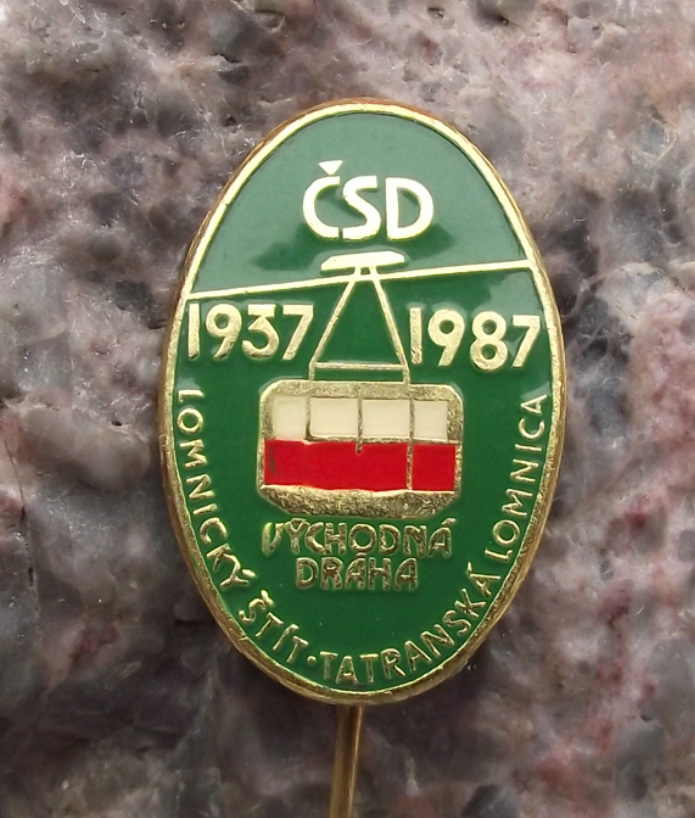 ČSD
1937 1987
VÝCHODNÁ
DRÁHA
LOMNICKÝ ŠTÍT·TATRANSKÁ LOMNICA